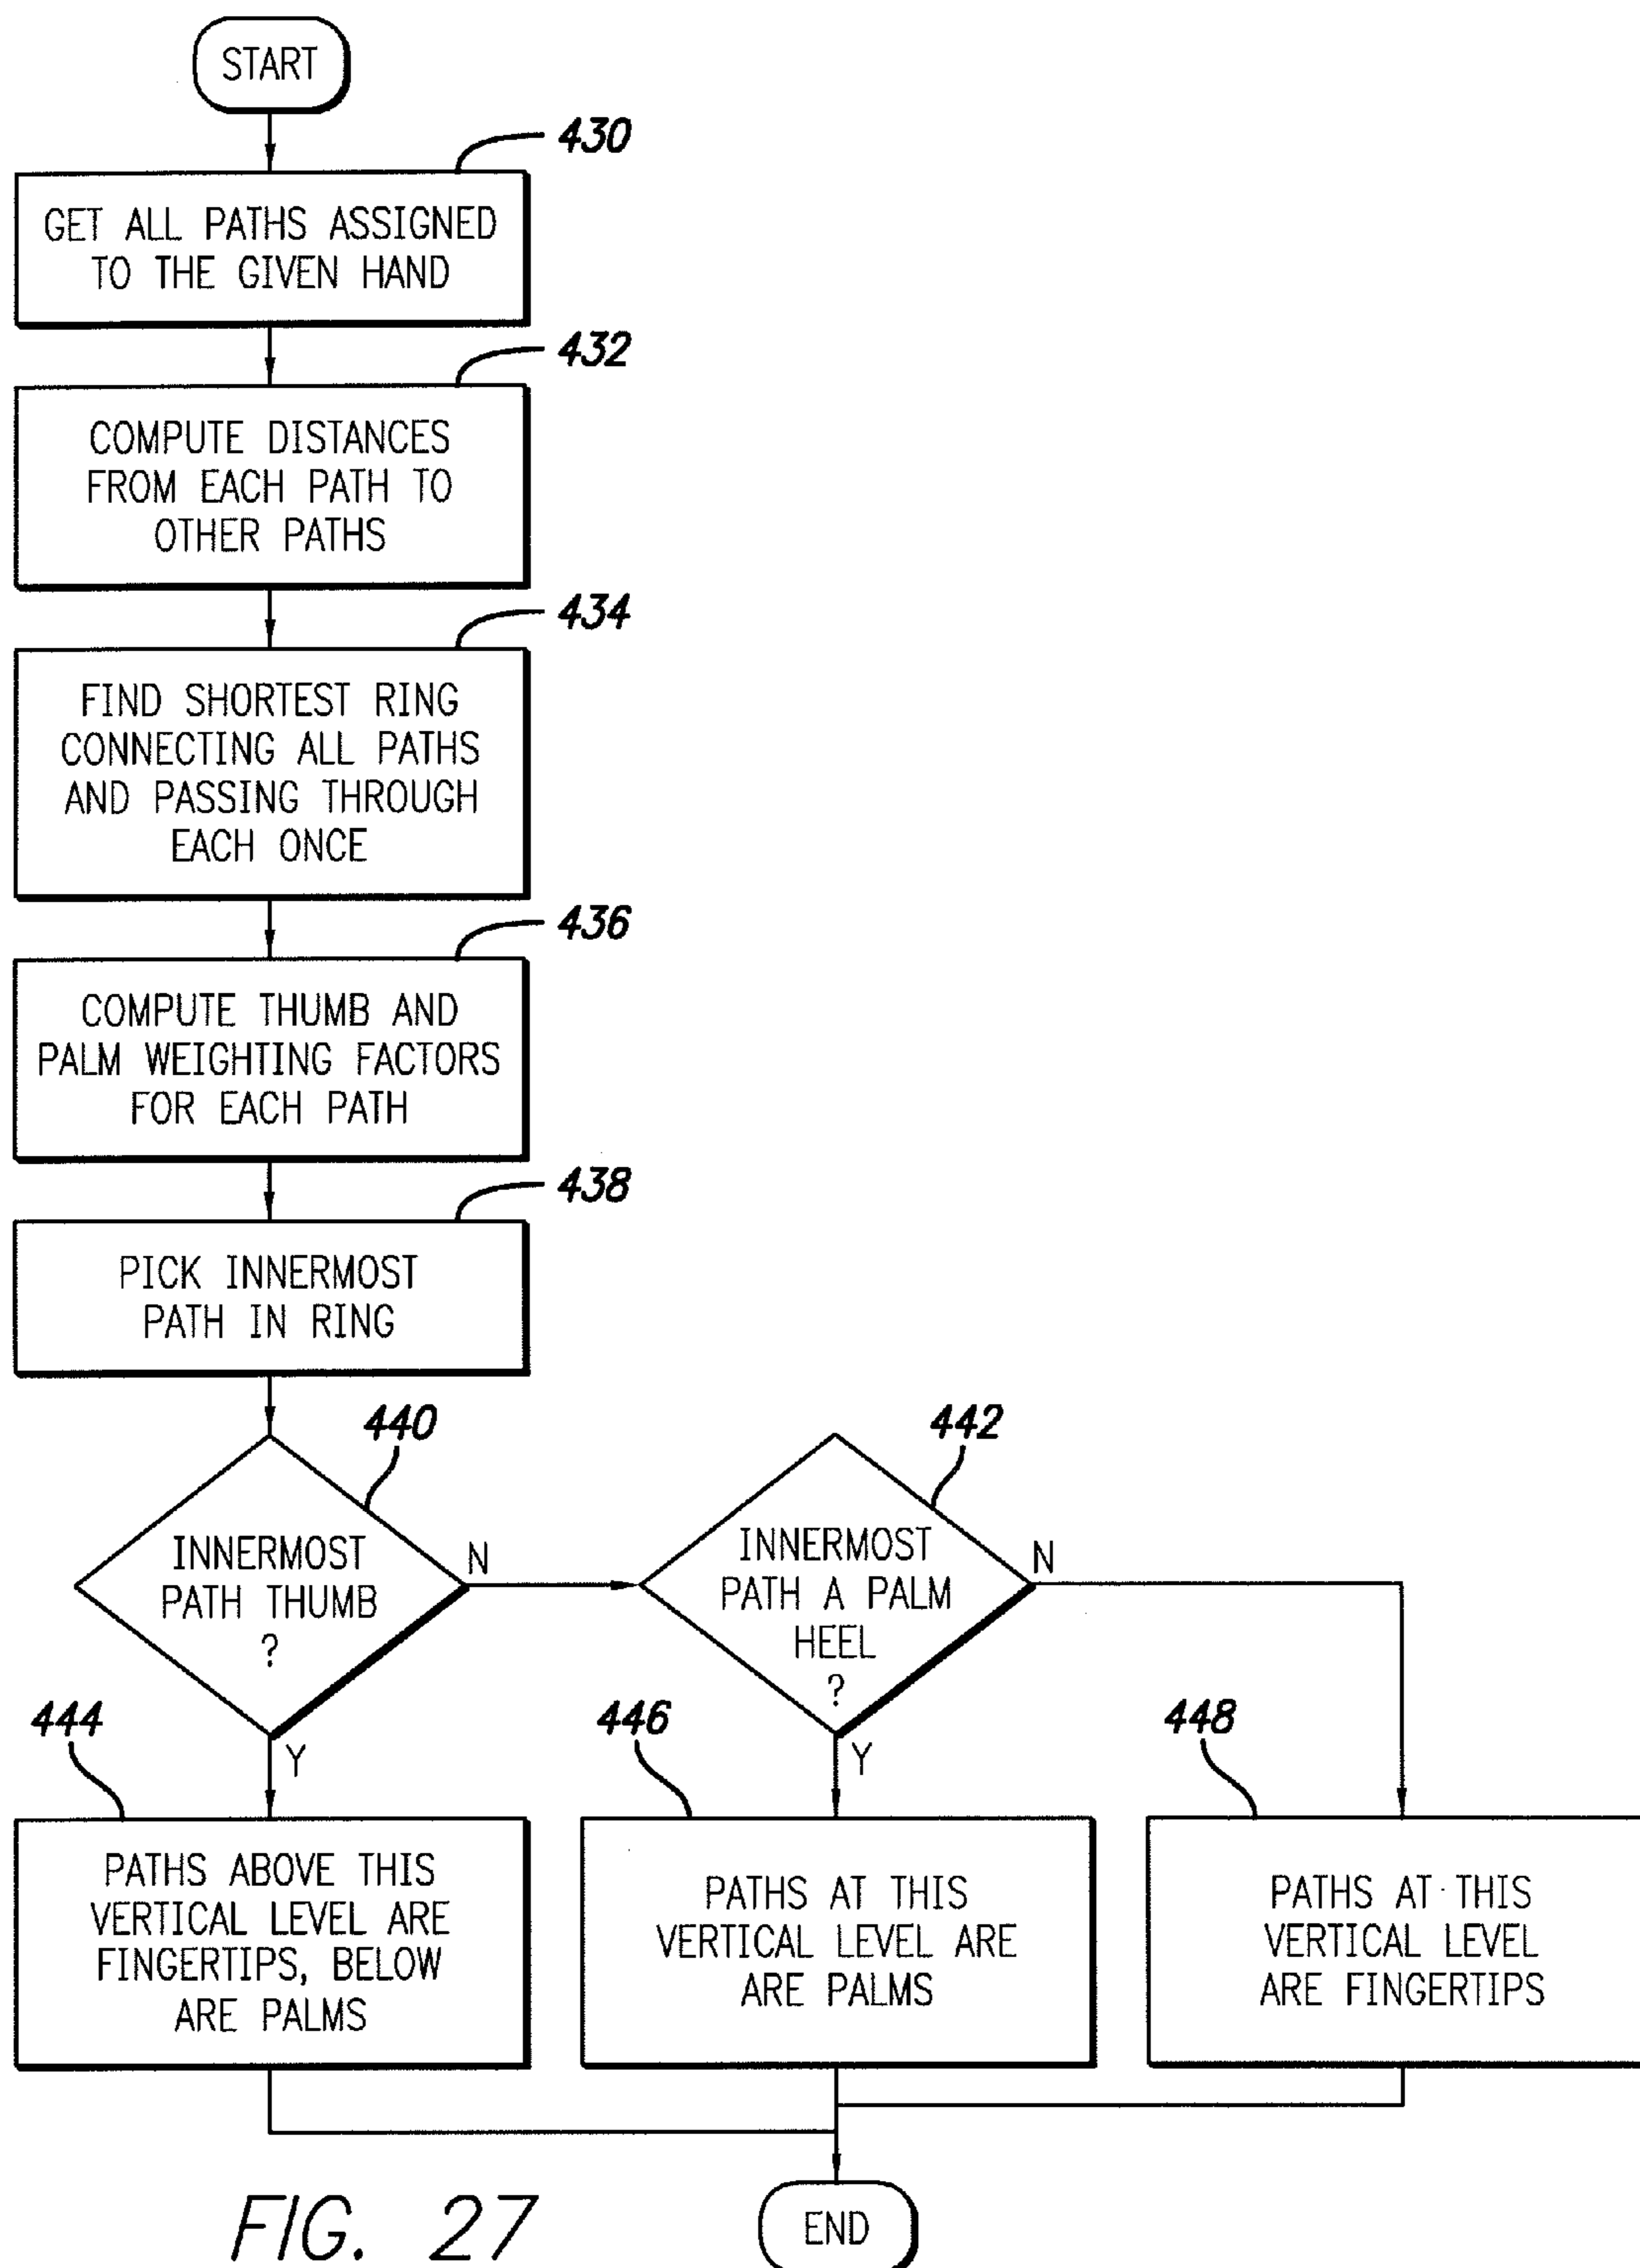 START
430
GET ALL PATHS ASSIGNED
TO THE GIVEN HAND
432
COMPUTE DISTANCES
FROM EACH PATH TO
OTHER PATHS
434
FIND SHORTEST RING
CONNECTING ALL PATHS
AND PASSING THROUGH
EACH ONCE
436
COMPUTE THUMB AND
PALM WEIGHTING FACTORS
FOR EACH PATH
438
PICK INNERMOST
PATH IN RING
440
INNERMOST
PATH THUMB
?
N
Y
442
INNERMOST
PATH A PALM
HEEL
?
N
Y
444
PATHS ABOVE THIS
VERTICAL LEVEL ARE
FINGERTIPS, BELOW
ARE PALMS
446
PATHS AT THIS
VERTICAL LEVEL ARE
ARE PALMS
448
PATHS AT THIS
VERTICAL LEVEL
ARE FINGERTIPS
END
FIG. 27